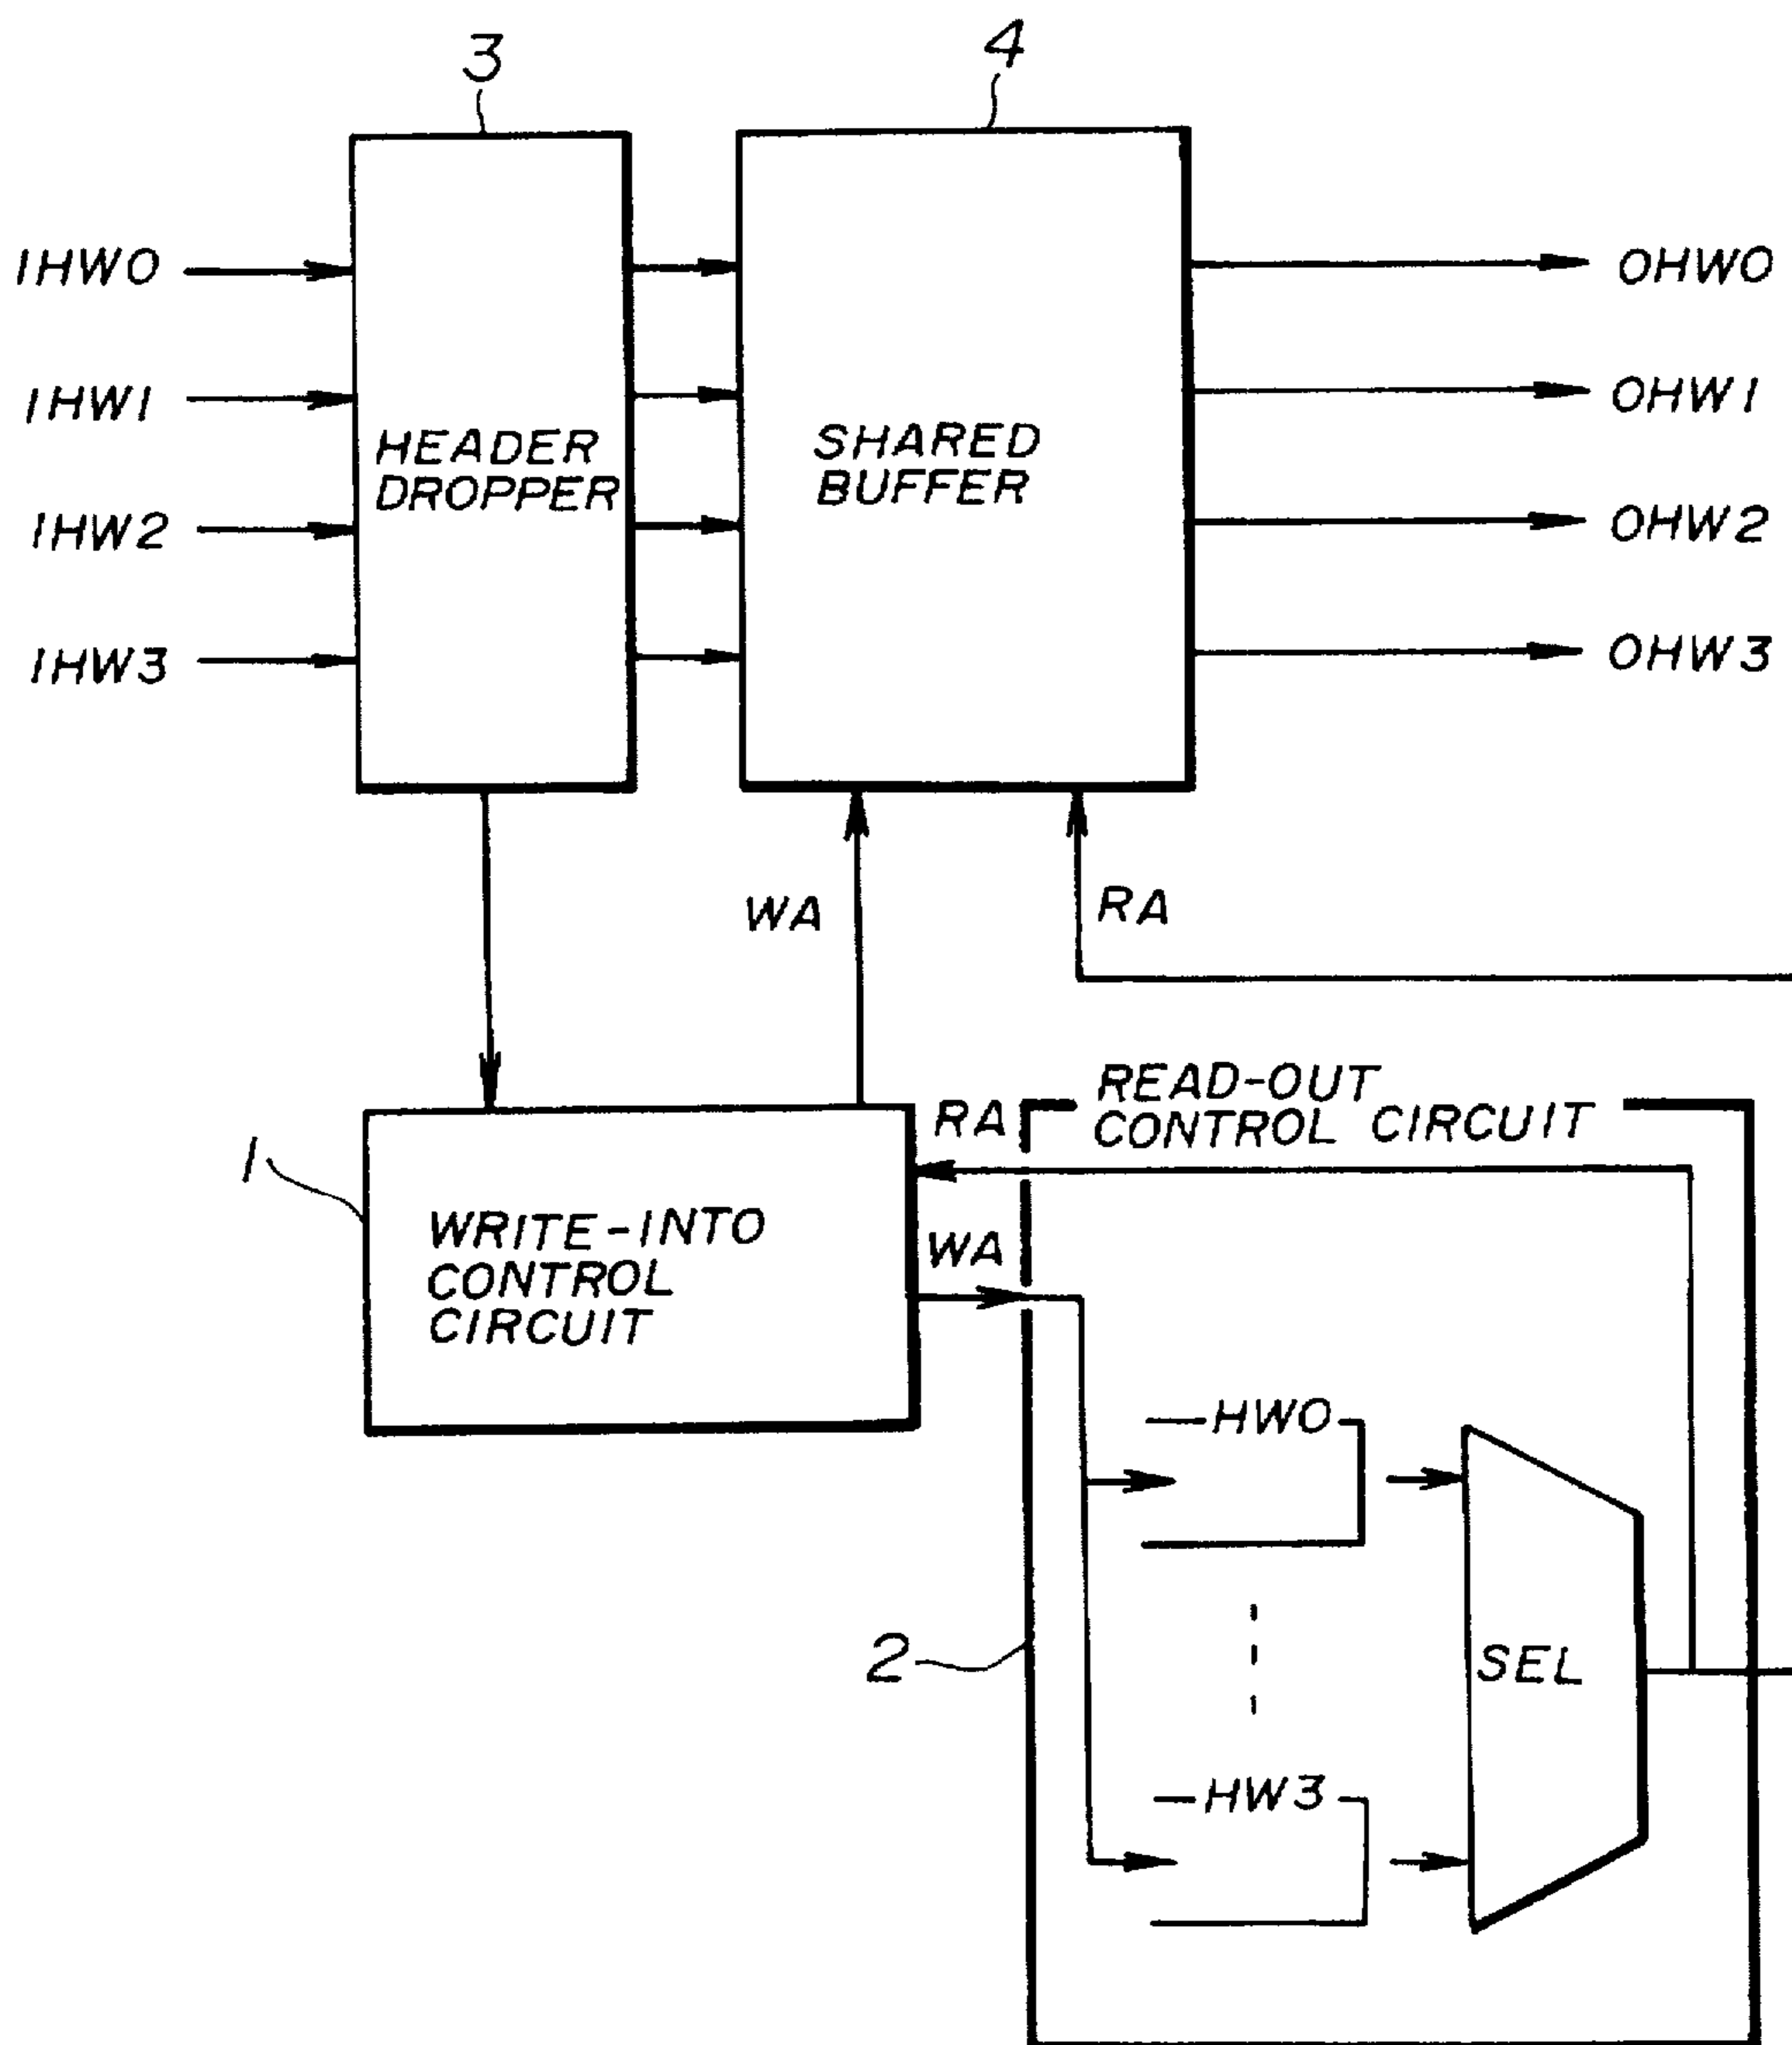 3
4
IHW0
OHW0
IHW1
OHW1
HEADER
DROPPER
SHARED
BUFFER
IHW2
OHW2
IHW3
OHW3
WA
RA
READ-OUT
CONTROL CIRCUIT
RA
1
WRITE-INTO
CONTROL
CIRCUIT
WA
HW0
2
SEL
HW3